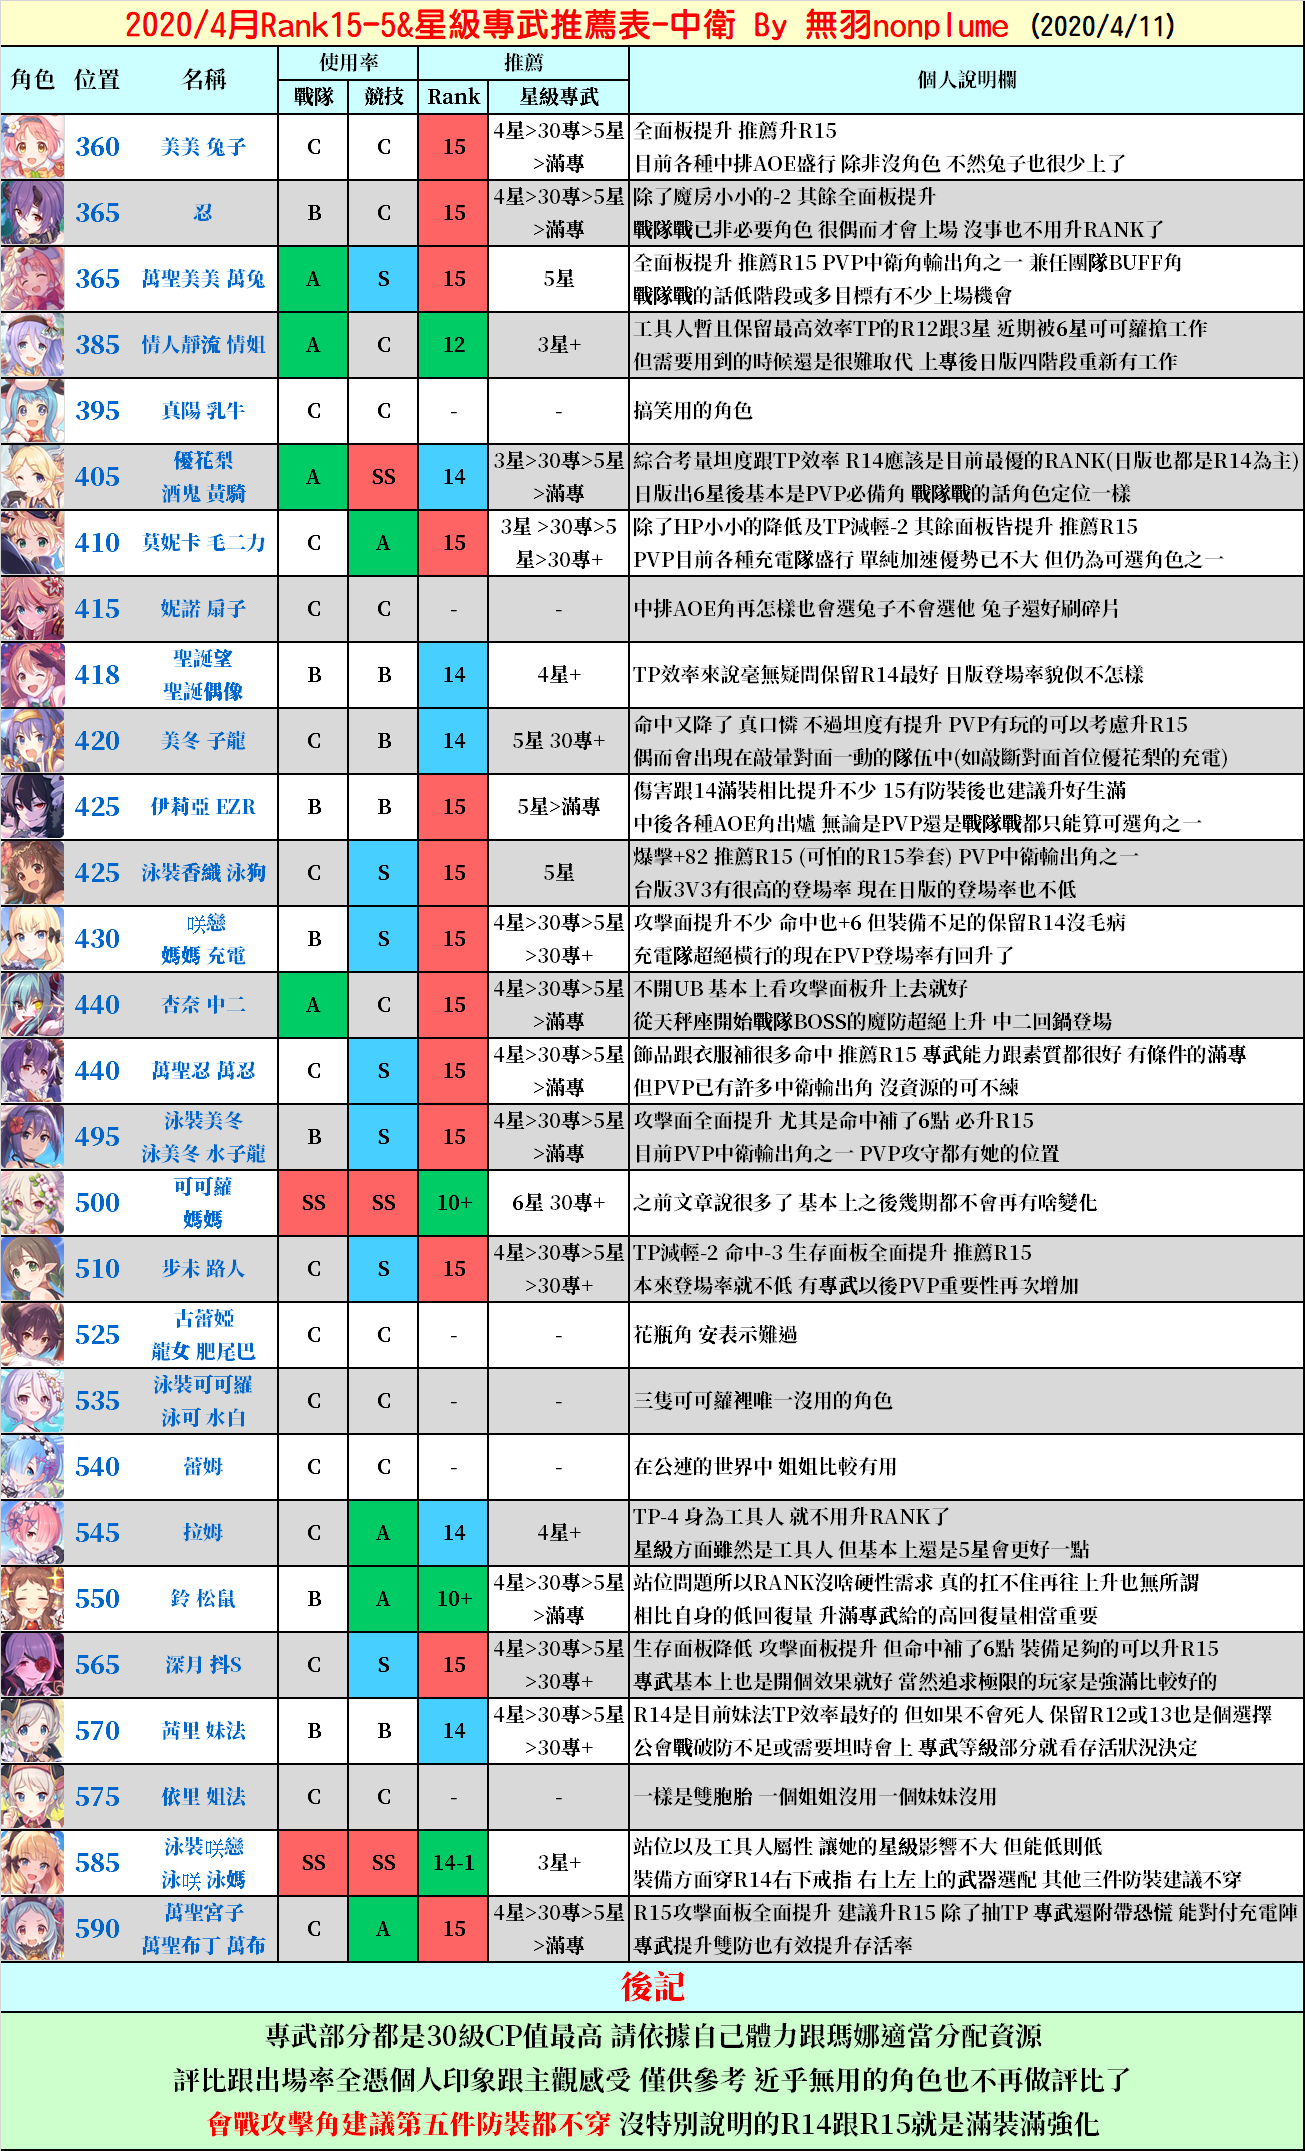 2020/4月Rank15-5&星級專武推薦表-中衛 By 無羽nonplume (2020/4/11)
角色 位置 名稱 使用率 推薦 個人說明欄
戰隊 競技 Rank 星級專武
360 美美 兔子 C C 15 4星>30專>5星>滿專
全面板提升 推薦升R15
目前各種中排AOE盛行 除非沒角色 不然兔子也很少上了
365 忍 B C 15 4星>30專>5星>滿專
除了魔房小小的-2 其餘全面板提升
戰隊戰已非必要角色 很偶而才會上場 沒事也不用升RANK了
365 萬聖美美 萬兔 A S 15 5星
全面板提升 推薦R15 PVP中衛角輸出角之一 兼任團隊BUFF角
戰隊戰的話低階段或多目標有不少上場機會
385 情人靜流 情姐 A C 12 3星+
工具人暫且保留最高效率TP的R12跟3星 近期被6星可可蘿搶工作
但需要用到的時候還是很難取代 上專後日版四階段重新有工作
395 真陽 乳牛 C C - - 搞笑用的角色
405 優花梨 酒鬼 黃騎 A SS 14 3星>30專>5星>滿專
綜合考量坦度跟TP效率 R14應該是目前最優的RANK(日版也都是R14為主)
日版出6星後基本是PVP必備角 戰隊戰的話角色定位一樣
410 莫妮卡 毛二力 C A 15 3星 >30專>5星>30專+
除了HP小小的降低及TP減輕-2 其餘面板皆提升 推薦R15
PVP目前各種充電隊盛行 單純加速優勢已不大 但仍為可選角色之一
415 妮諾 扇子 C C - - 中排AOE角再怎樣也會選兔子不會選他 兔子還好刷碎片
418 聖誕望 聖誕偶像 B B 14 4星+ TP效率來說毫無疑問保留R14最好 日版登場率貌似不怎樣
420 美冬 子龍 C B 14 5星 30專+
命中又降了 真口憐 不過坦度有提升 PVP有玩的可以考慮升R15
偶而會出現在敲暈對面一動的隊伍中(如敲斷對面首位優花梨的充電)
425 伊莉亞 EZR B B 15 5星>滿專
傷害跟14滿裝相比提升不少 15有防裝後也建議升好生滿
中後各種AOE角出爐 無論是PVP還是戰隊戰都只能算可選角之一
425 泳裝香織 泳狗 C S 15 5星
爆擊+82 推薦R15 (可怕的R15拳套) PVP中衛輸出角之一
台版3V3有很高的登場率 現在日版的登場率也不低
430 咲戀 媽媽 充電 B S 15 4星>30專>5星>30專+
攻擊面提升不少 命中也+6 但裝備不足的保留R14沒毛病
充電隊超絕橫行的現在PVP登場率有回升了
440 杏奈 中二 A C 15 4星>30專>5星>滿專
不開UB 基本上看攻擊面板升上去就好
從天秤座開始戰隊BOSS的魔防超絕上升 中二回鍋登場
440 萬聖忍 萬忍 C S 15 4星>30專>5星>滿專
飾品跟衣服補很多命中 推薦R15 專武能力跟素質都很好 有條件的滿專
但PVP已有許多中衛輸出角 沒資源的可不練
495 泳裝美冬 泳美冬 水子龍 B S 15 4星>30專>5星>滿專
攻擊面全面提升 尤其是命中補了6點 必升R15
目前PVP中衛輸出角之一 PVP攻守都有她的位置
500 可可蘿 媽媽 SS SS 10+ 6星 30專+ 之前文章說很多了 基本上之後幾期都不會再有啥變化
510 步未 路人 C S 15 4星>30專>5星>30專+
TP減輕-2 命中-3 生存面板全面提升 推薦R15
本來登場率就不低 有專武以後PVP重要性再次增加
525 古蕾婭 龍女 肥尾巴 C C - - 花瓶角 安表示難過
535 泳裝可可蘿 泳可 水白 C C - - 三隻可可蘿裡唯一沒用的角色
540 蕾姆 C C - - 在公連的世界中 姐姐比較有用
545 拉姆 C A 14 4星+
TP-4 身為工具人 就不用升RANK了
星級方面雖然是工具人 但基本上還是5星會更好一點
550 鈴 松鼠 B A 10+ 4星>30專>5星>滿專
站位問題所以RANK沒啥硬性需求 真的扛不住再往上升也無所謂
相比自身的低回復量 升滿專武給的高回復量相當重要
565 深月 抖S C S 15 4星>30專>5星>30專+
生存面板降低 攻擊面板提升 但命中補了6點 裝備足夠的可以升R15
專武基本上也是開個效果就好 當然追求極限的玩家是強滿比較好的
570 茜里 妹法 B B 14 4星>30專>5星>30專+
R14是目前妹法TP效率最好的 但如果不會死人 保留R12或13也是個選擇
公會戰破防不足或需要坦時會上 專武等級部分就看存活狀況決定
575 依里 姐法 C C - - 一樣是雙胞胎 一個姐姐沒用一個妹妹沒用
585 泳裝咲戀 泳咲 泳媽 SS SS 14-1 3星+
站位以及工具人屬性 讓她的星級影響不大 但能低則低
裝備方面穿R14右下戒指 右上左上的武器選配 其他三件防裝建議不穿
590 萬聖宮子 萬聖布丁 萬布 C A 15 4星>30專>5星>滿專
R15攻擊面板全面提升 建議升R15 除了抽TP 專武還附帶恐慌 能對付充電陣
專武提升雙防也有效提升存活率
後記
專武部分都是30級CP值最高 請依據自己體力跟瑪娜適當分配資源
評比跟出場率全憑個人印象跟主觀感受 僅供參考 近乎無用的角色也不再做評比了
會戰攻擊角建議第五件防裝都不穿 沒特別說明的R14跟R15就是滿裝滿強化